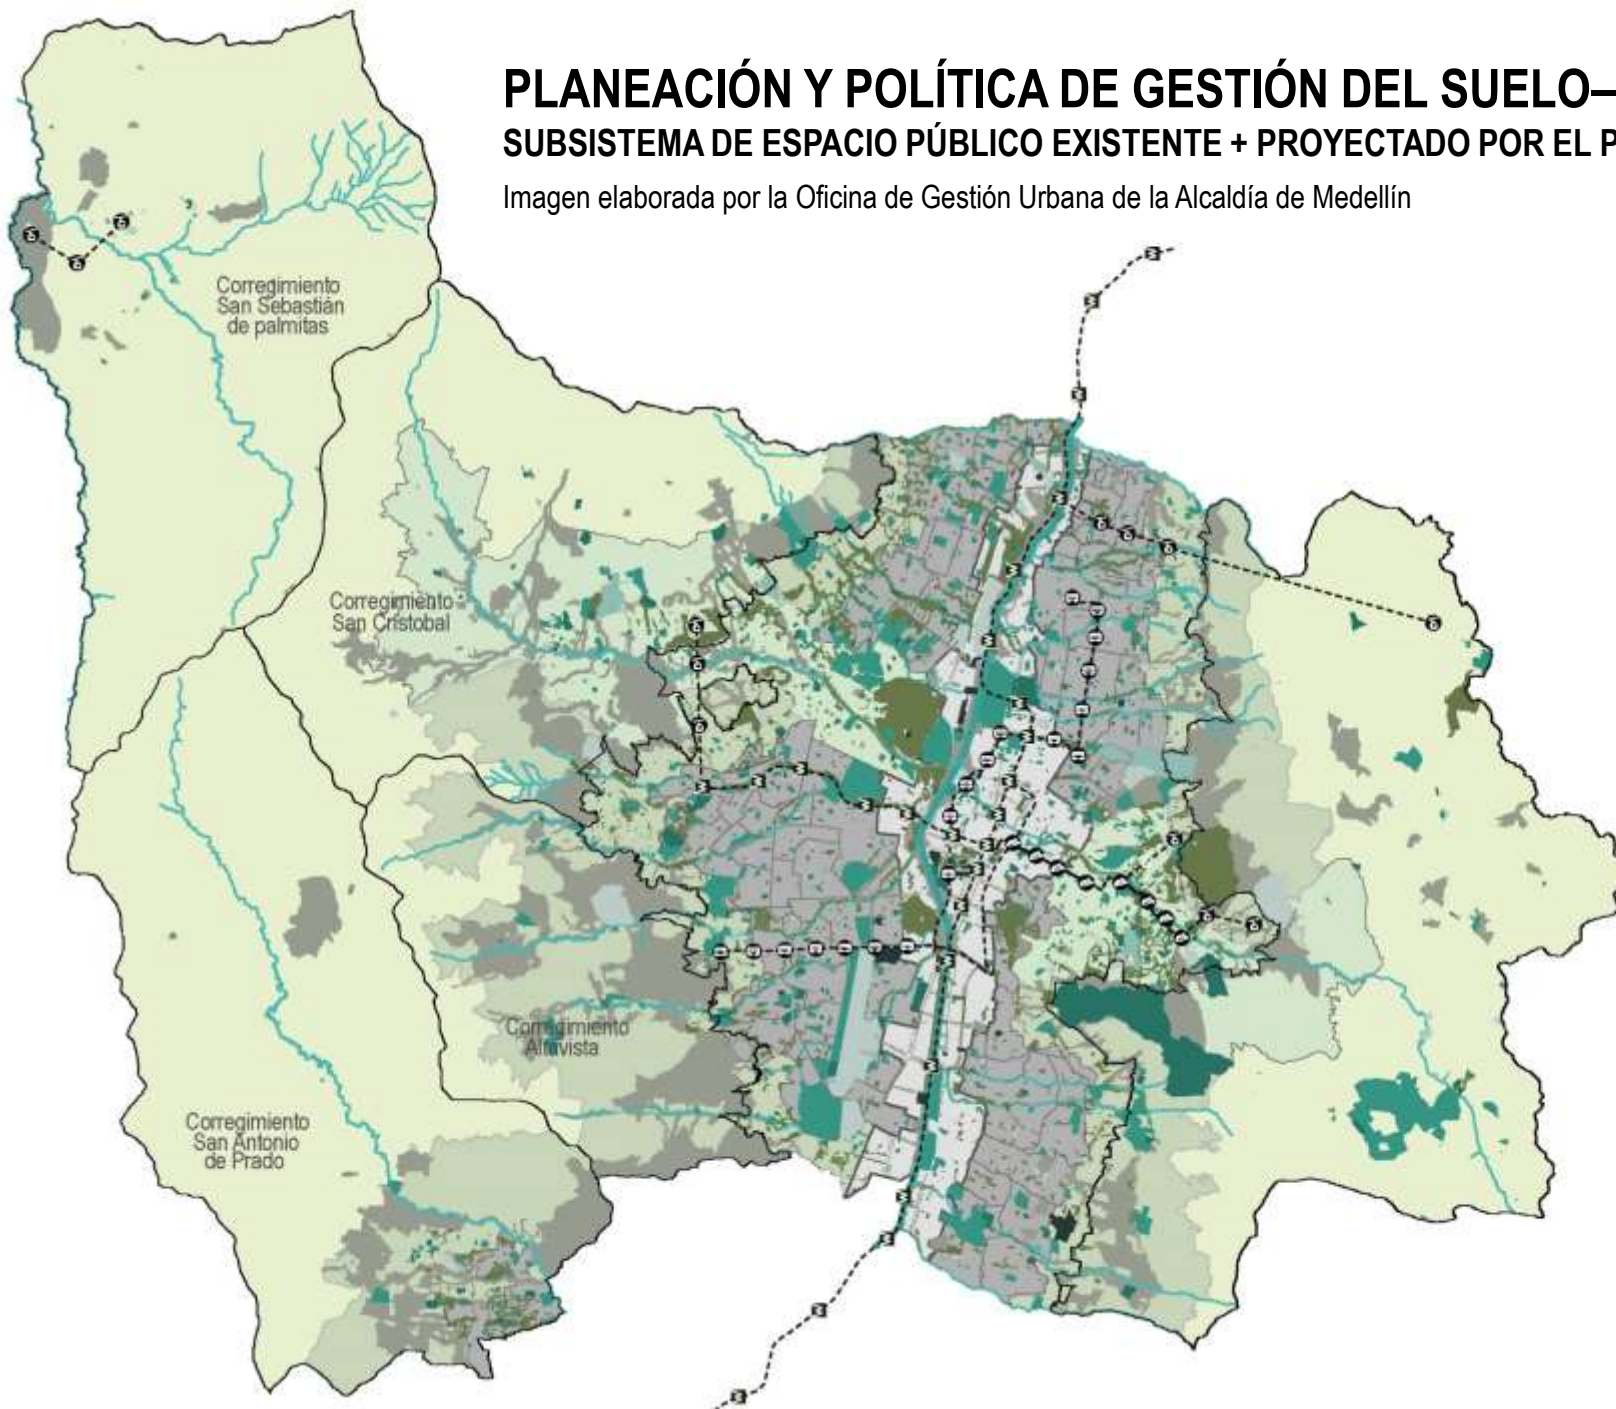 PLANEACIÓN Y POLÍTICA DE GESTIÓN DEL SUELO–
SUBSISTEMA DE ESPACIO PÚBLICO EXISTENTE + PROYECTADO POR EL P
Imagen elaborada por la Oficina de Gestión Urbana de la Alcaldía de Medellín
Corregimiento
San Sebastián
de palmitas
Corregimiento
San Cristobal
Corregimiento
Altavista
Corregimiento
San Antonio
de Prado